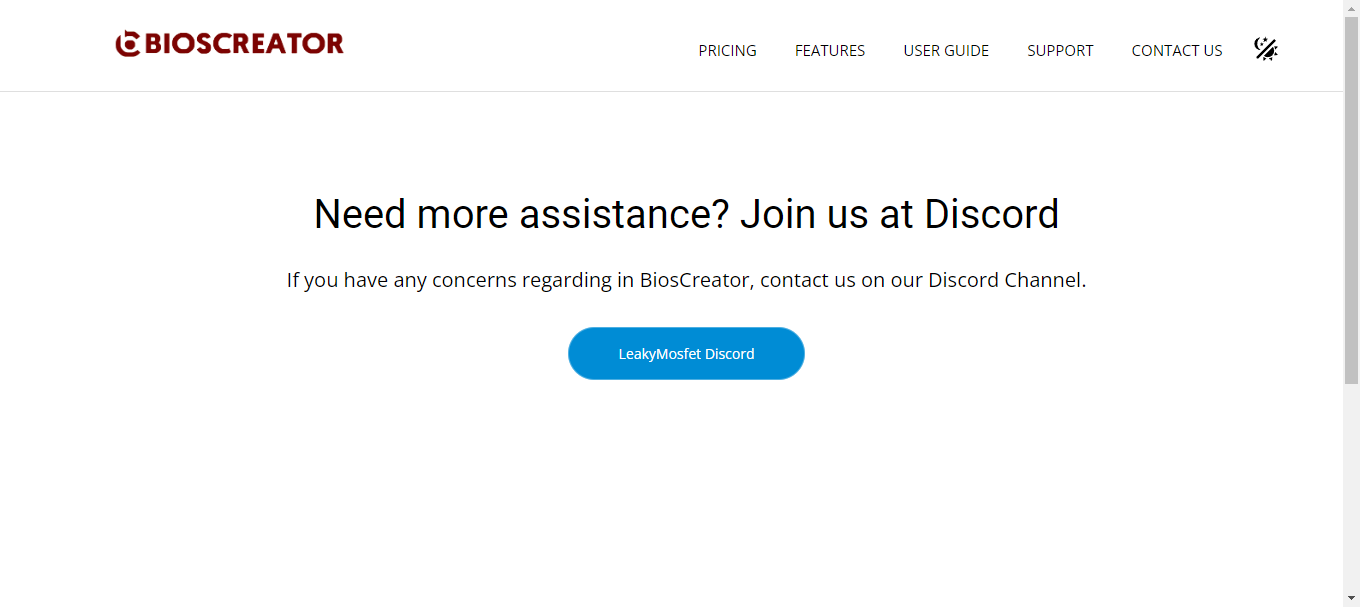 BIOSCREATOR
PRICING FEATURES USER GUIDE SUPPORT CONTACT US
Need more assistance? Join us at Discord
If you have any concerns regarding in BiosCreator, contact us on our Discord Channel.
LeakyMosfet Discord